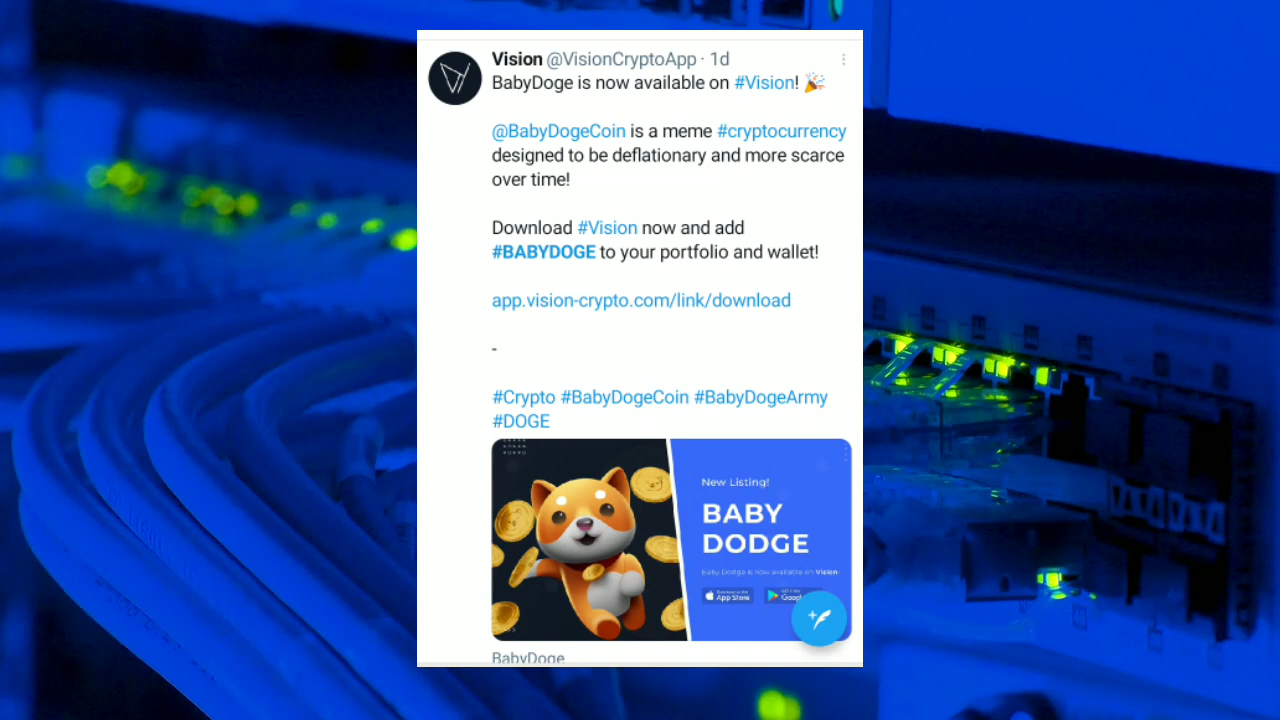 Vision @VisionCryptoApp · 1d
BabyDoge is now available on #Vision! 🎉
@BabyDogeCoin is a meme #cryptocurrency
designed to be deflationary and more scarce
over time!
Download #Vision now and add
#BABYDOGE to your portfolio and wallet!
app.vision-crypto.com/link/download
-
#Crypto #BabyDogeCoin #BabyDogeArmy
#DOGE
New Listing!
BABY
DODGE
Baby Dodge is now available on Vision
App Store
BabyDoge